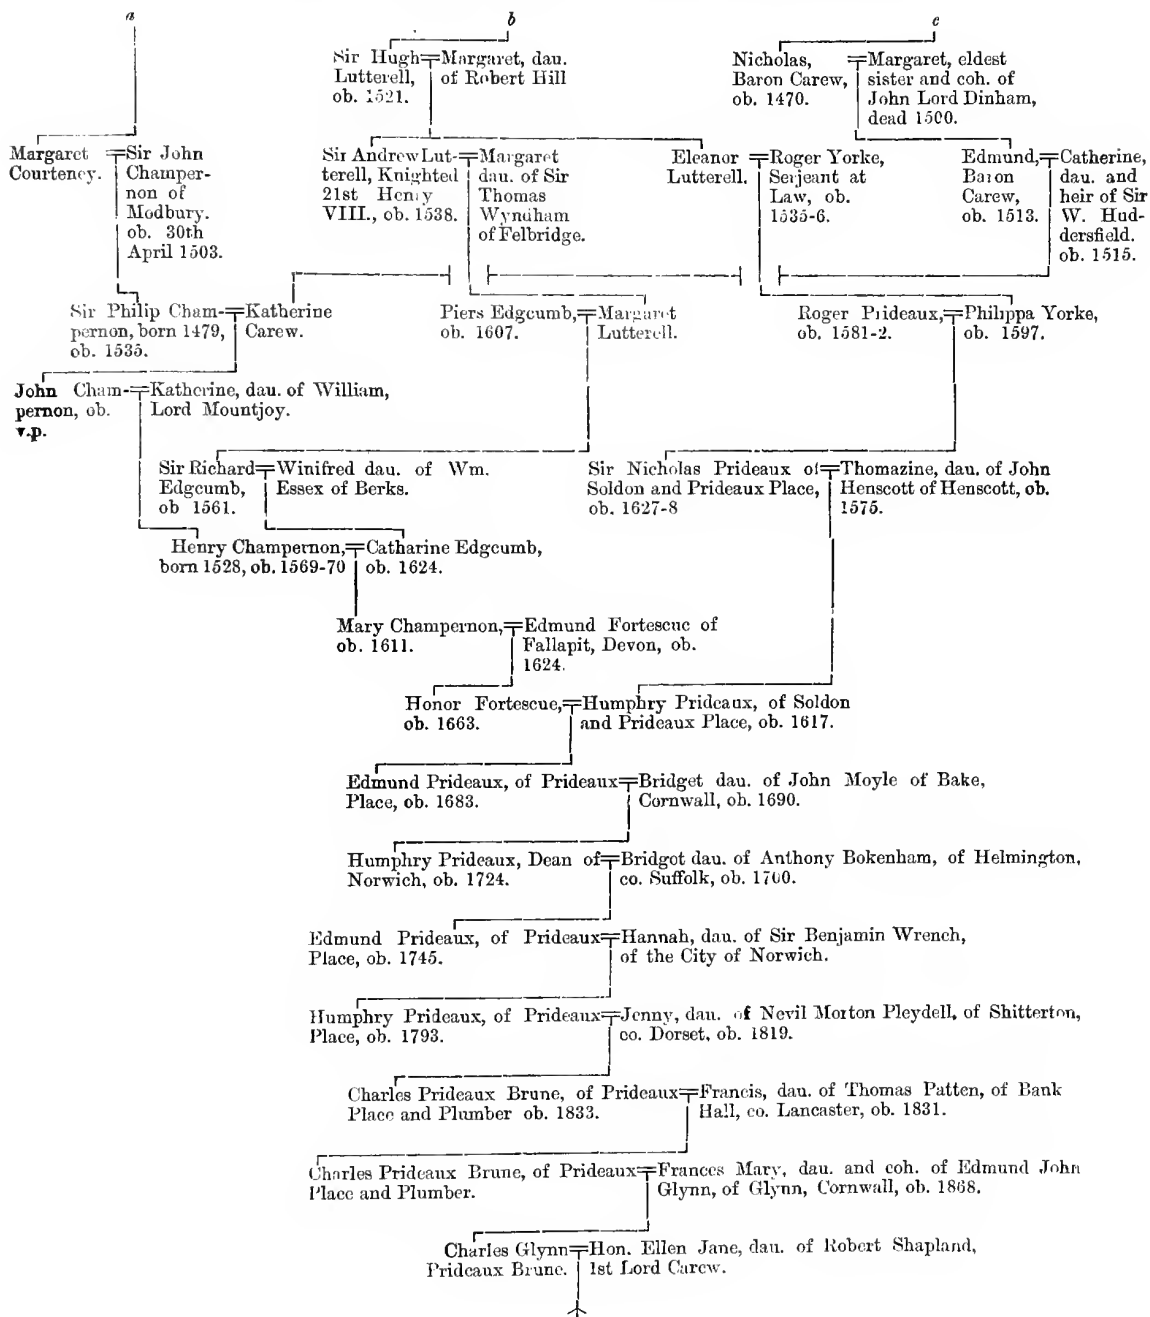 a
b
c
Sir Hugh
Lutterell,
ob. 1521.
Margaret, dau.
of Robert Hill
Nicholas,
Baron Carew,
ob. 1470.
Margaret, eldest
sister and coh. of
John Lord Dinham,
dead 1500.
Margaret
Courteney.
Sir John
Champer-
non of
Modbury.
ob. 30th
April 1503.
Sir Andrew Lut-
terell, Knighted
21st Henry
VIII., ob. 1538.
Margaret
dau. of Sir
Thomas
Wyndham
of Felbridge.
Eleanor
Lutterell.
Roger Yorke,
Serjeant at
Law, ob.
1535-6.
Edmund,
Baron
Carew,
ob. 1513.
Catherine,
dau. and
heir of Sir
W. Hud-
dersfield.
ob. 1515.
Sir Philip Cham-
pernon, born 1479,
ob. 1535.
Katherine
Carew.
Piers Edgcumb,
ob. 1607.
Margaret
Lutterell.
Roger Prideaux,
ob. 1581-2.
Philippa Yorke,
ob. 1597.
John Cham-
pernon, ob.
v.p.
Katherine, dau. of William,
Lord Mountjoy.
Sir Richard
Edgcumb,
ob 1561.
Winifred dau. of Wm.
Essex of Berks.
Sir Nicholas Prideaux of
Soldon and Prideaux Place,
ob. 1627-8
Thomazine, dau. of John
Henscott of Henscott, ob.
1575.
Henry Champernon,
born 1528, ob. 1569-70
Catharine Edgcumb,
ob. 1624.
Mary Champernon,
ob. 1611.
Edmund Fortescue of
Fallapit, Devon, ob.
1624.
Honor Fortescue,
ob. 1663.
Humphry Prideaux, of Soldon
and Prideaux Place, ob. 1617.
Edmund Prideaux, of Prideaux
Place, ob. 1683.
Bridget dau. of John Moyle of Bake,
Cornwall, ob. 1690.
Humphry Prideaux, Dean of
Norwich, ob. 1724.
Bridgot dau. of Anthony Bokenham, of Helmington,
co. Suffolk, ob. 1700.
Edmund Prideaux, of Prideaux
Place, ob. 1745.
Hannah, dau. of Sir Benjamin Wrench,
of the City of Norwich.
Humphry Prideaux, of Prideaux
Place, ob. 1793.
Jenny, dau. of Nevil Morton Pleydell, of Shitterton,
co. Dorset, ob. 1819.
Charles Prideaux Brune, of Prideaux
Place and Plumber ob. 1833.
Francis, dau. of Thomas Patten, of Bank
Hall, co. Lancaster, ob. 1831.
Charles Prideaux Brune, of Prideaux
Place and Plumber.
Frances Mary, dau. and coh. of Edmund John
Glynn, of Glynn, Cornwall, ob. 1868.
Charles Glynn
Prideaux Brune.
Hon. Ellen Jane, dau. of Robert Shapland,
1st Lord Carew.